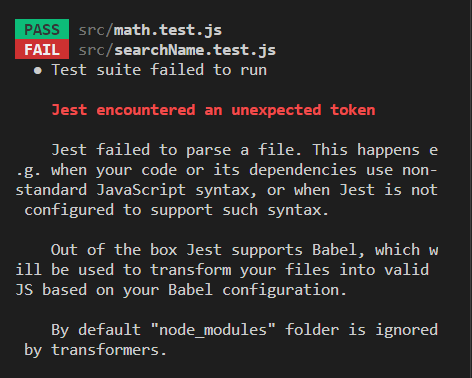 PASS src/math.test.js
FAIL src/searchName.test.js
● Test suite failed to run
Jest encountered an unexpected token
Jest failed to parse a file. This happens e
.g. when your code or its dependencies use non-
standard JavaScript syntax, or when Jest is not
configured to support such syntax.
Out of the box Jest supports Babel, which w
ill be used to transform your files into valid
JS based on your Babel configuration.
By default "node_modules" folder is ignored
by transformers.